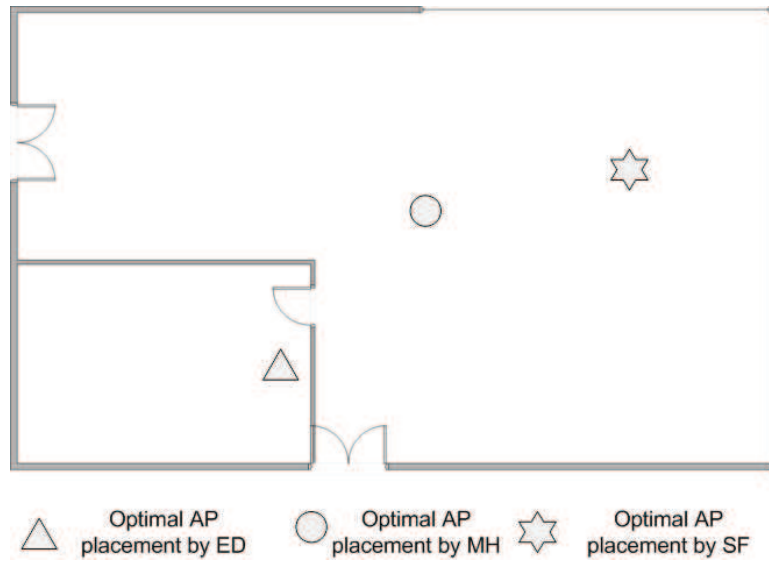 Optimal AP
placement by ED
Optimal AP
placement by MH
Optimal AP
placement by SF